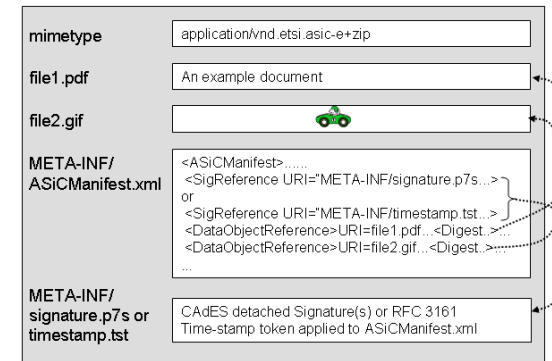 mimetype
application/vnd.etsi.asic-e+zip
file1.pdf
An example document
file2.gif
META-INF/
ASiCManifest.xml
<ASiCManifest>......
<SigReference URI="META-INF/signature.p7s...>
or
<SigReference URI="META-INF/timestamp.tst...>
<DataObjectReference>URI=file1.pdf...<Digest..>...
<DataObjectReference>URI=file2.gif...<Digest..>...
...
META-INF/
signature.p7s or
timestamp.tst
CAdES detached Signature(s) or RFC 3161
Time-stamp token applied to ASiCManifest.xml